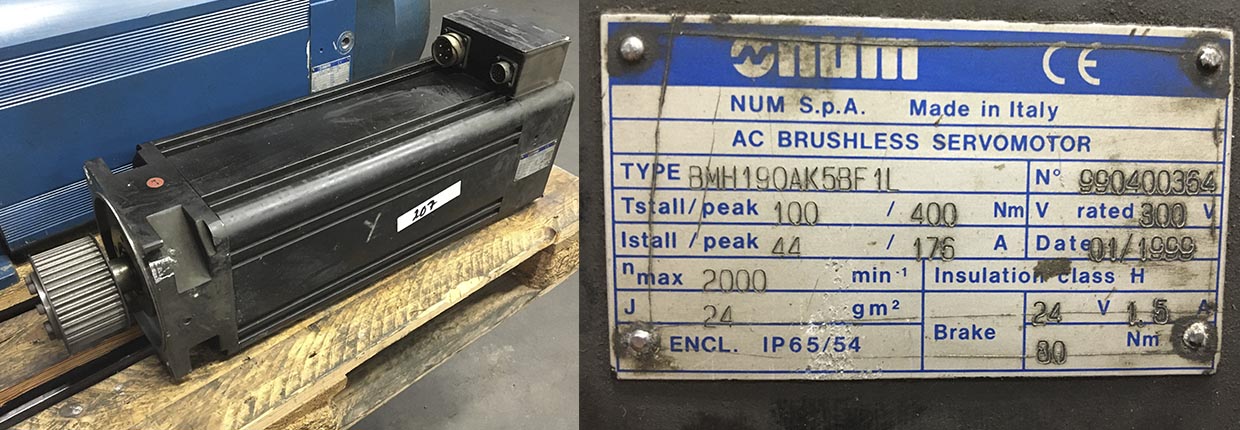 207
num CE
NUM S.p.A. Made in Italy
AC BRUSHLESS SERVOMOTOR
TYPE BMH190AK5BF1L N° 990400364
Tstall/peak 100 / 400 Nm V rated 300 V
Istall/peak 44 / 176 A Date 01/1999
n max 2000 min⁻¹ Insulation class H
J 24 gm² Brake 24 V 1.5 A
ENCL. IP65/54 80 Nm